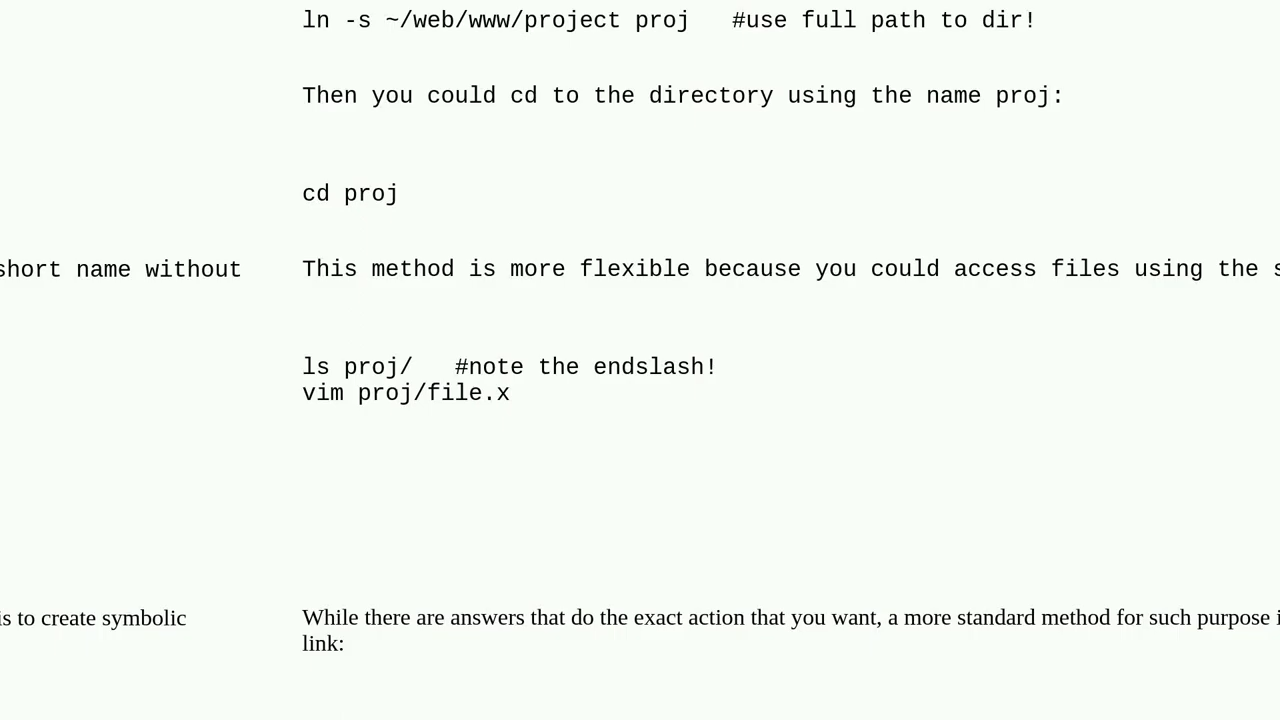 ln -s ~/web/www/project proj   #use full path to dir!
Then you could cd to the directory using the name proj:
cd proj
short name without
This method is more flexible because you could access files using the
ls proj/   #note the endslash!
vim proj/file.x
is to create symbolic
While there are answers that do the exact action that you want, a more standard method for such purpose
link: